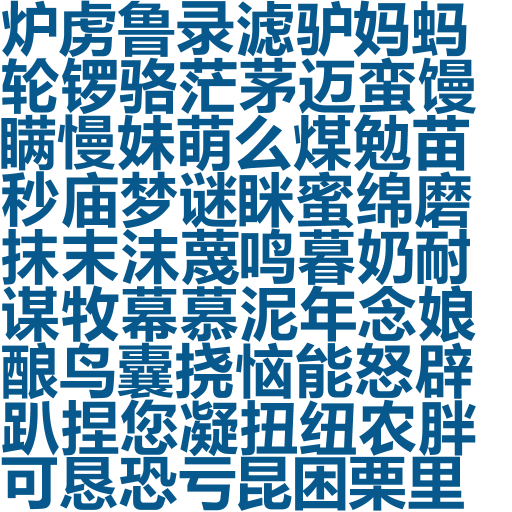 炉虏鲁录滤驴妈蚂
轮锣骆茫茅迈蛮馒
瞒慢妹萌么煤勉苗
秒庙梦谜眯蜜绵磨
抹末沫蔑鸣暮奶耐
谋牧幕慕泥年念娘
酿鸟囊挠恼能怒辟
趴捏您凝扭纽农胖
可恳恐亏昆困栗里